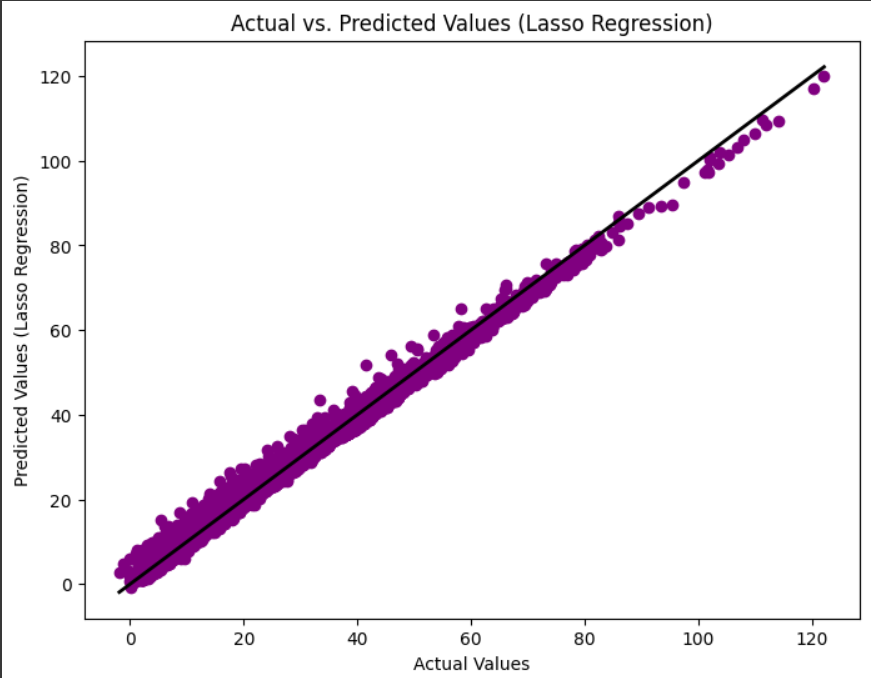 Actual vs. Predicted Values (Lasso Regression)
Predicted Values (Lasso Regression)
120
100
80
60
40
20
0
0 20 40 60 80 100 120
Actual Values